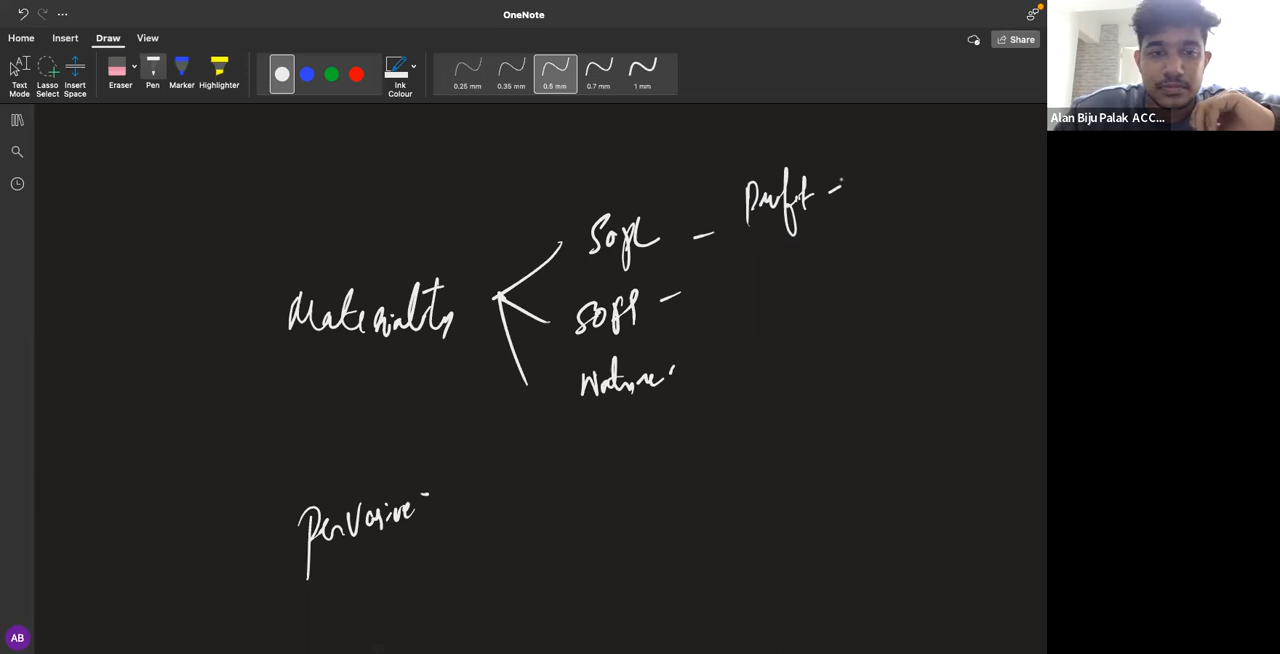 OneNote
Home Insert Draw View
Share
Text Mode
Lasso Select
Insert Space
Eraser
Pen
Marker
Highlighter
Ink Colour
0.25 mm
0.35 mm
0.5 mm
0.7 mm
1 mm
Alan Biju Palak ACC...
Profit -
SOPL -
Materiality
SOFP -
Nature
Pervasive -
AB